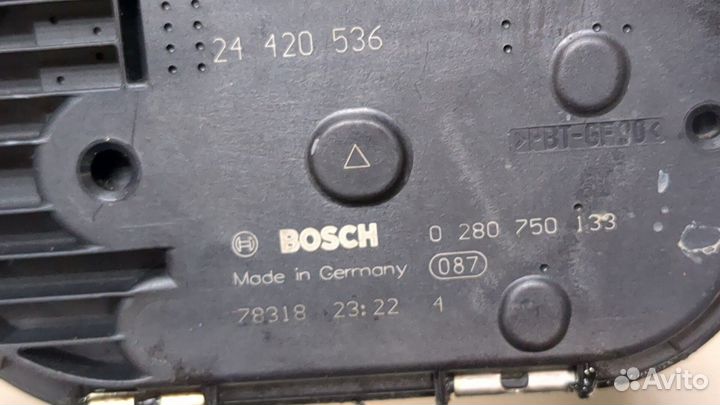 24 420 536
>PBT-GF30<
BOSCH 0 280 750 133
Made in Germany 087
78318 23:22 4
Avito